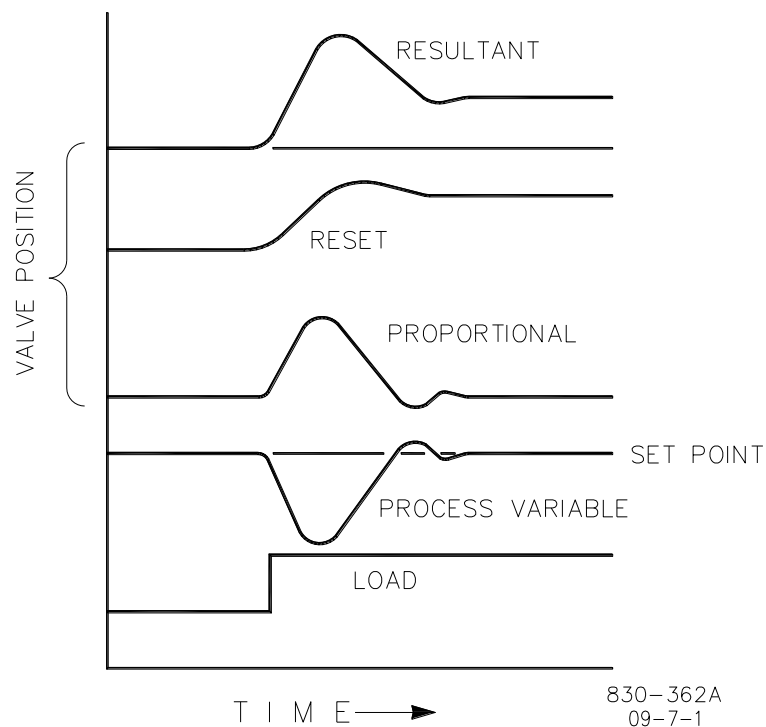 RESULTANT
VALVE POSITION
RESET
PROPORTIONAL
SET POINT
PROCESS VARIABLE
LOAD
TIME
830-362A
09-7-1